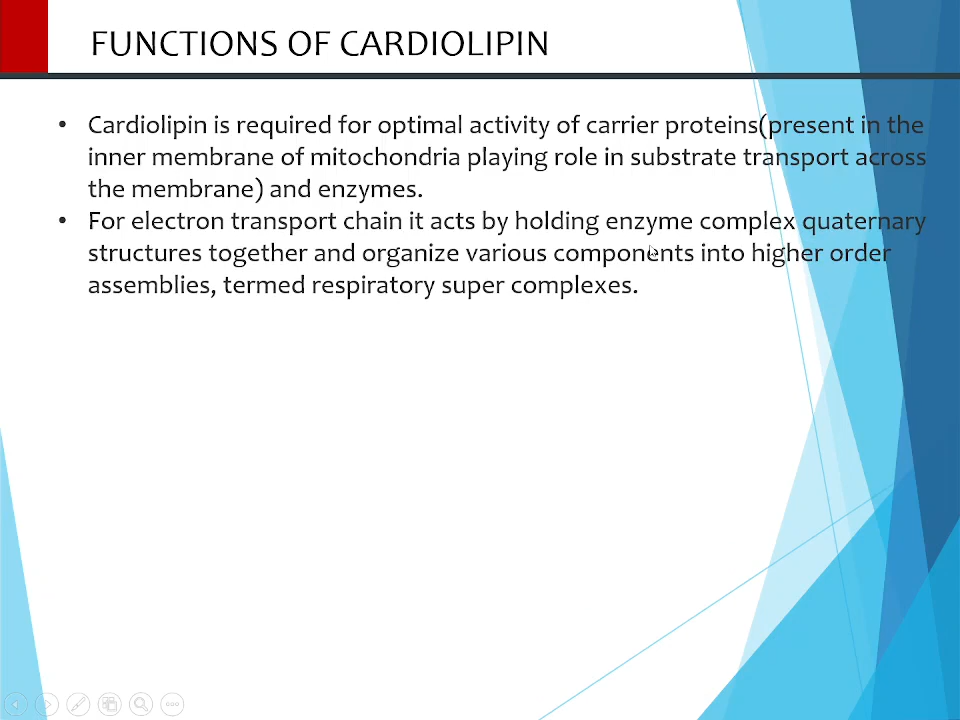 FUNCTIONS OF CARDIOLIPIN
• Cardiolipin is required for optimal activity of carrier proteins(present in the
inner membrane of mitochondria playing role in substrate transport across
the membrane) and enzymes.
• For electron transport chain it acts by holding enzyme complex quaternary
structures together and organize various components into higher order
assemblies, termed respiratory super complexes.